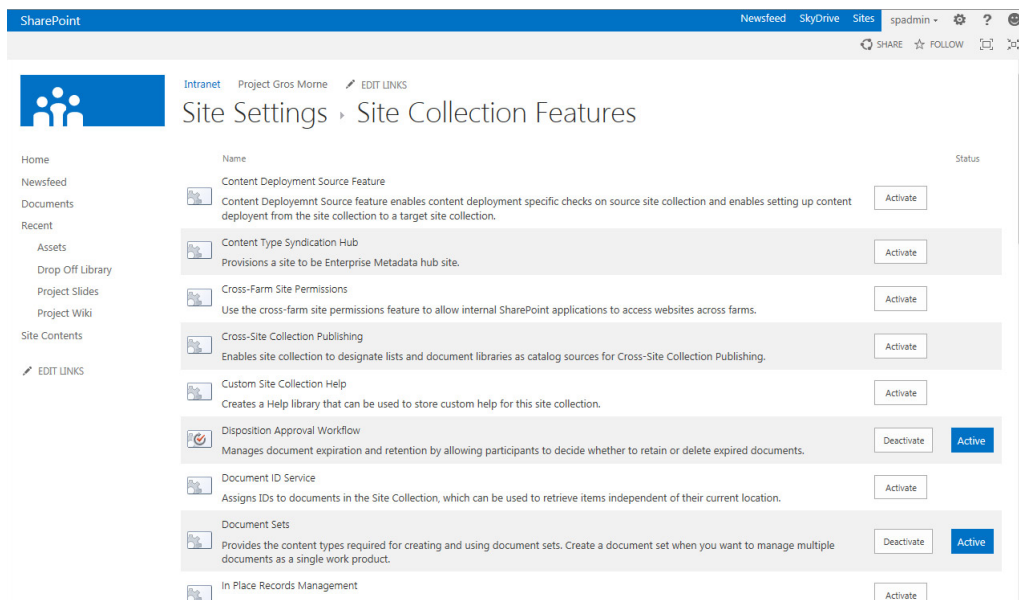 SharePoint
Newsfeed SkyDrive Sites spadmin ?
SHARE FOLLOW
Intranet Project Gros Morne EDIT LINKS
Site Settings Site Collection Features
Home
Newsfeed
Documents
Recent
Assets
Drop Off Library
Project Slides
Project Wiki
Site Contents
EDIT LINKS
Name Status
Content Deployment Source Feature
Content Deployemnt Source feature enables content deployment specific checks on source site collection and enables setting up content
deployent from the site collection to a target site collection.
Activate
Content Type Syndication Hub
Provisions a site to be Enterprise Metadata hub site.
Activate
Cross-Farm Site Permissions
Use the cross-farm site permissions feature to allow internal SharePoint applications to access websites across farms.
Activate
Cross-Site Collection Publishing
Enables site collection to designate lists and document libraries as catalog sources for Cross-Site Collection Publishing.
Activate
Custom Site Collection Help
Creates a Help library that can be used to store custom help for this site collection.
Activate
Disposition Approval Workflow
Manages document expiration and retention by allowing participants to decide whether to retain or delete expired documents.
Deactivate Active
Document ID Service
Assigns IDs to documents in the Site Collection, which can be used to retrieve items independent of their current location.
Activate
Document Sets
Provides the content types required for creating and using document sets. Create a document set when you want to manage multiple
documents as a single work product.
Deactivate Active
In Place Records Management
Activate